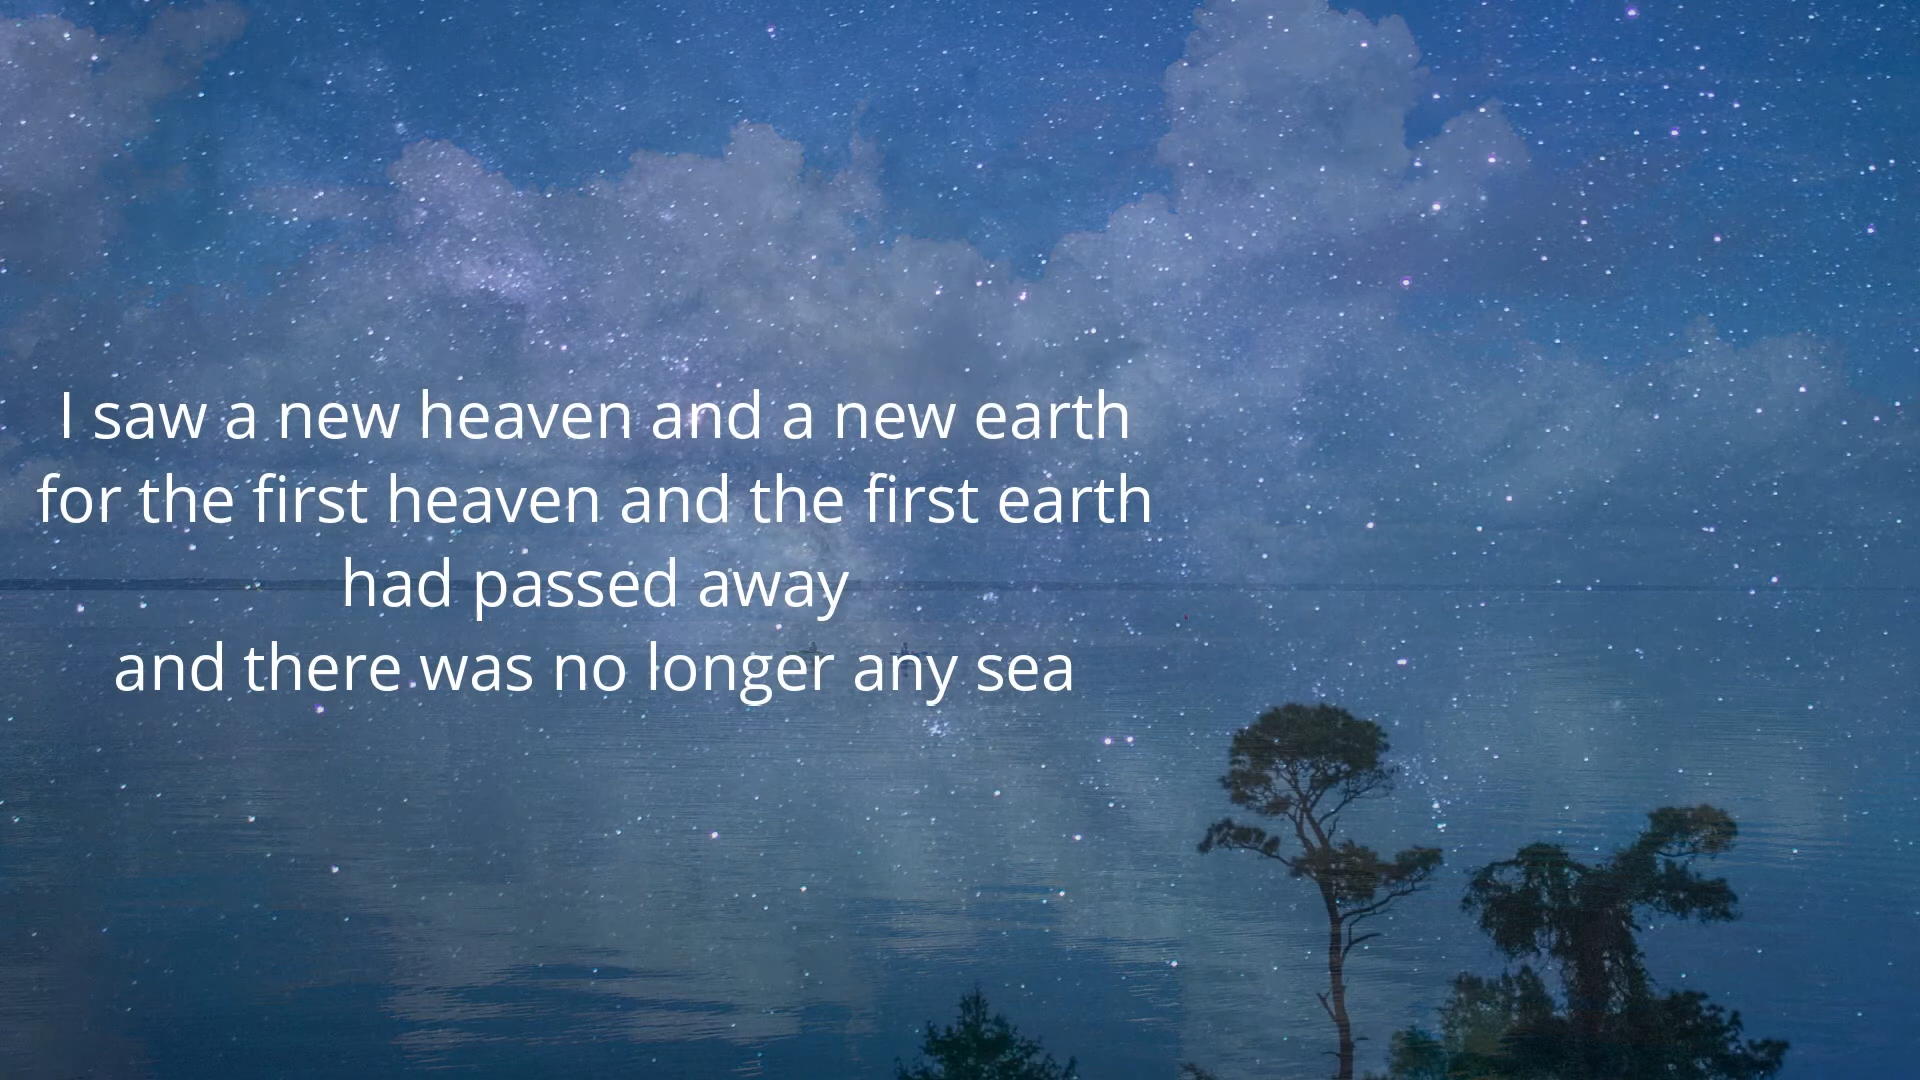 I saw a new heaven and a new earth
for the first heaven and the first earth
had passed away
and there was no longer any sea